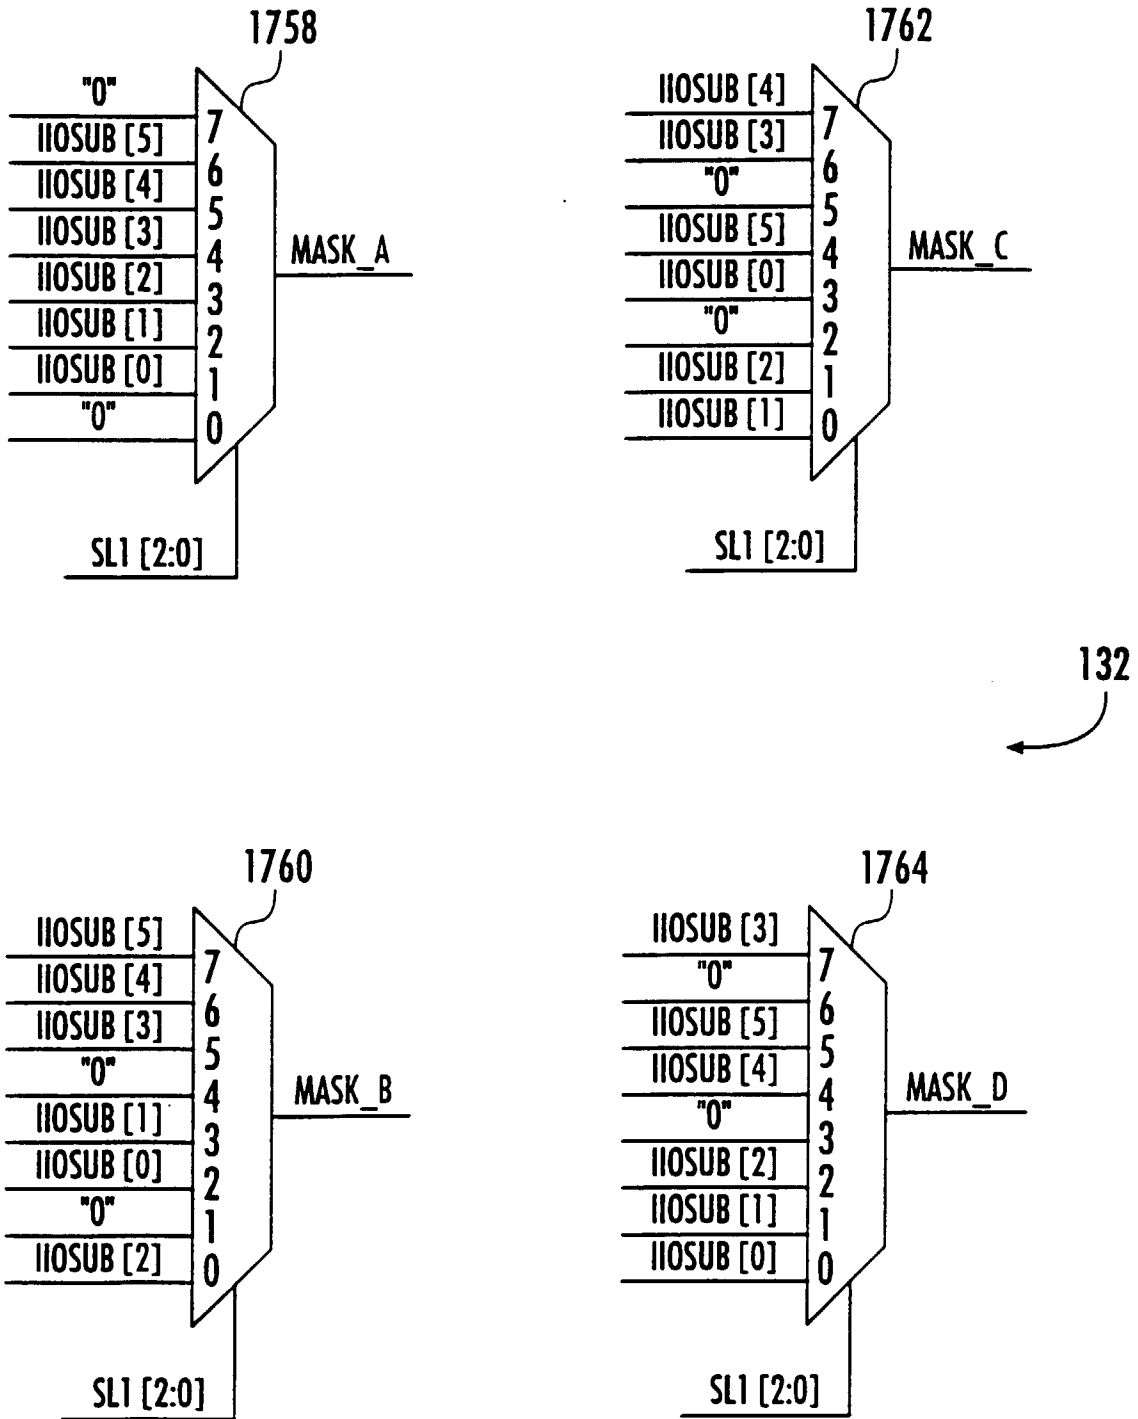 1758
"0" 7
IIOSUB [5] 6
IIOSUB [4] 5
IIOSUB [3] 4
IIOSUB [2] 3
IIOSUB [1] 2
IIOSUB [0] 1
"0" 0
MASK_A
SL1 [2:0]
1762
IIOSUB [4] 7
IIOSUB [3] 6
"0" 5
IIOSUB [5] 4
IIOSUB [0] 3
"0" 2
IIOSUB [2] 1
IIOSUB [1] 0
MASK_C
SL1 [2:0]
132
1760
IIOSUB [5] 7
IIOSUB [4] 6
IIOSUB [3] 5
"0" 4
IIOSUB [1] 3
IIOSUB [0] 2
"0" 1
IIOSUB [2] 0
MASK_B
SL1 [2:0]
1764
IIOSUB [3] 7
"0" 6
IIOSUB [5] 5
IIOSUB [4] 4
"0" 3
IIOSUB [2] 2
IIOSUB [1] 1
IIOSUB [0] 0
MASK_D
SL1 [2:0]